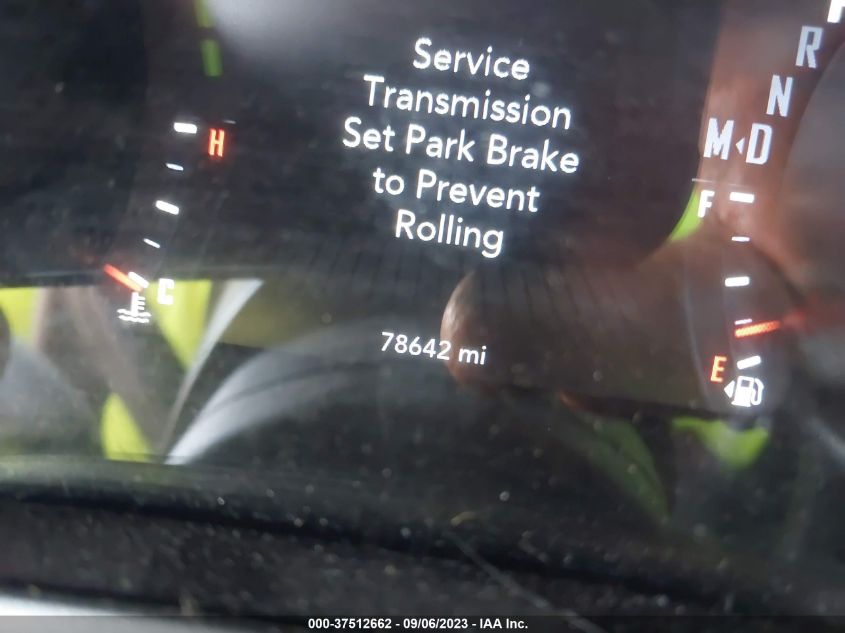 Service
Transmission
Set Park Brake
to Prevent
Rolling
H
C
78642 mi
R
N
M D
F
E
000-37512662 - 09/06/2023 - IAA Inc.